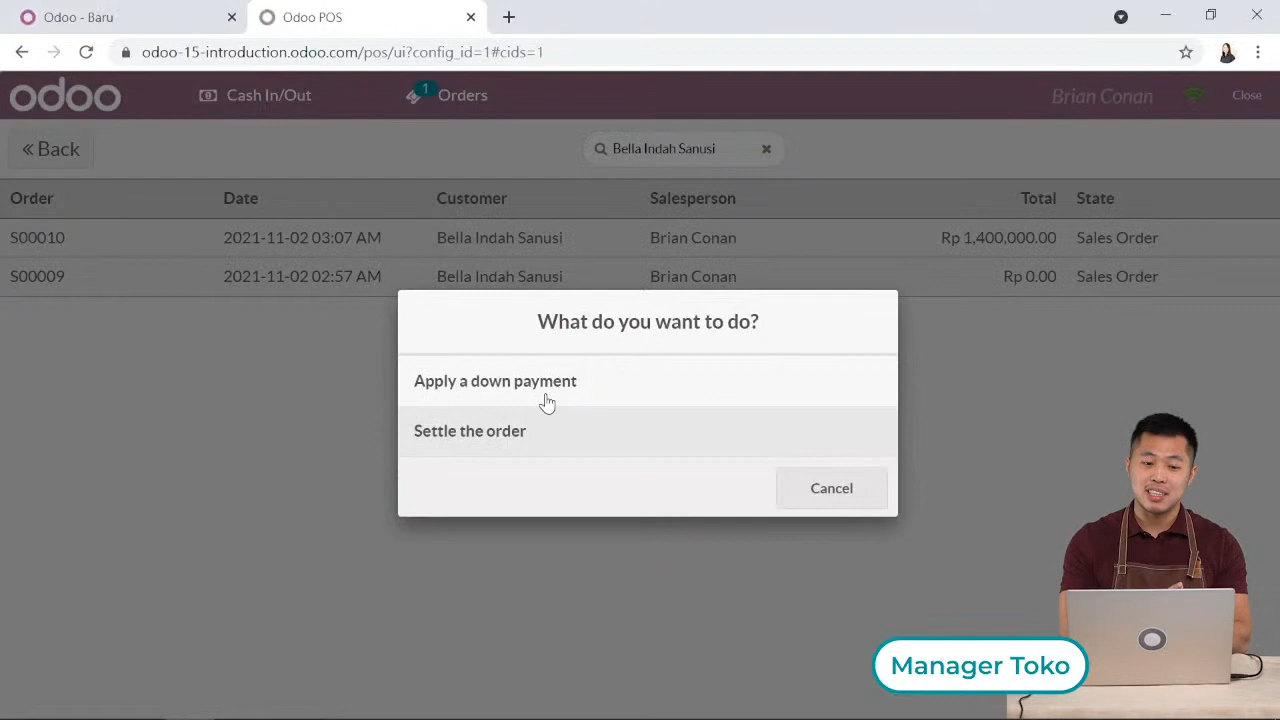 Odoo - Baru
Odoo POS
odoo-15-introduction.odoo.com/pos/ui?config_id=1#cids=1
odoo
Cash In/Out
1
Orders
Brian Conan
Close
« Back
Bella Indah Sanusi
Order Date Customer Salesperson Total State
S00010 2021-11-02 03:07 AM Bella Indah Sanusi Brian Conan Rp 1,400,000.00 Sales Order
S00009 2021-11-02 02:57 AM Bella Indah Sanusi Brian Conan Rp 0.00 Sales Order
What do you want to do?
Apply a down payment
Settle the order
Cancel
Manager Toko